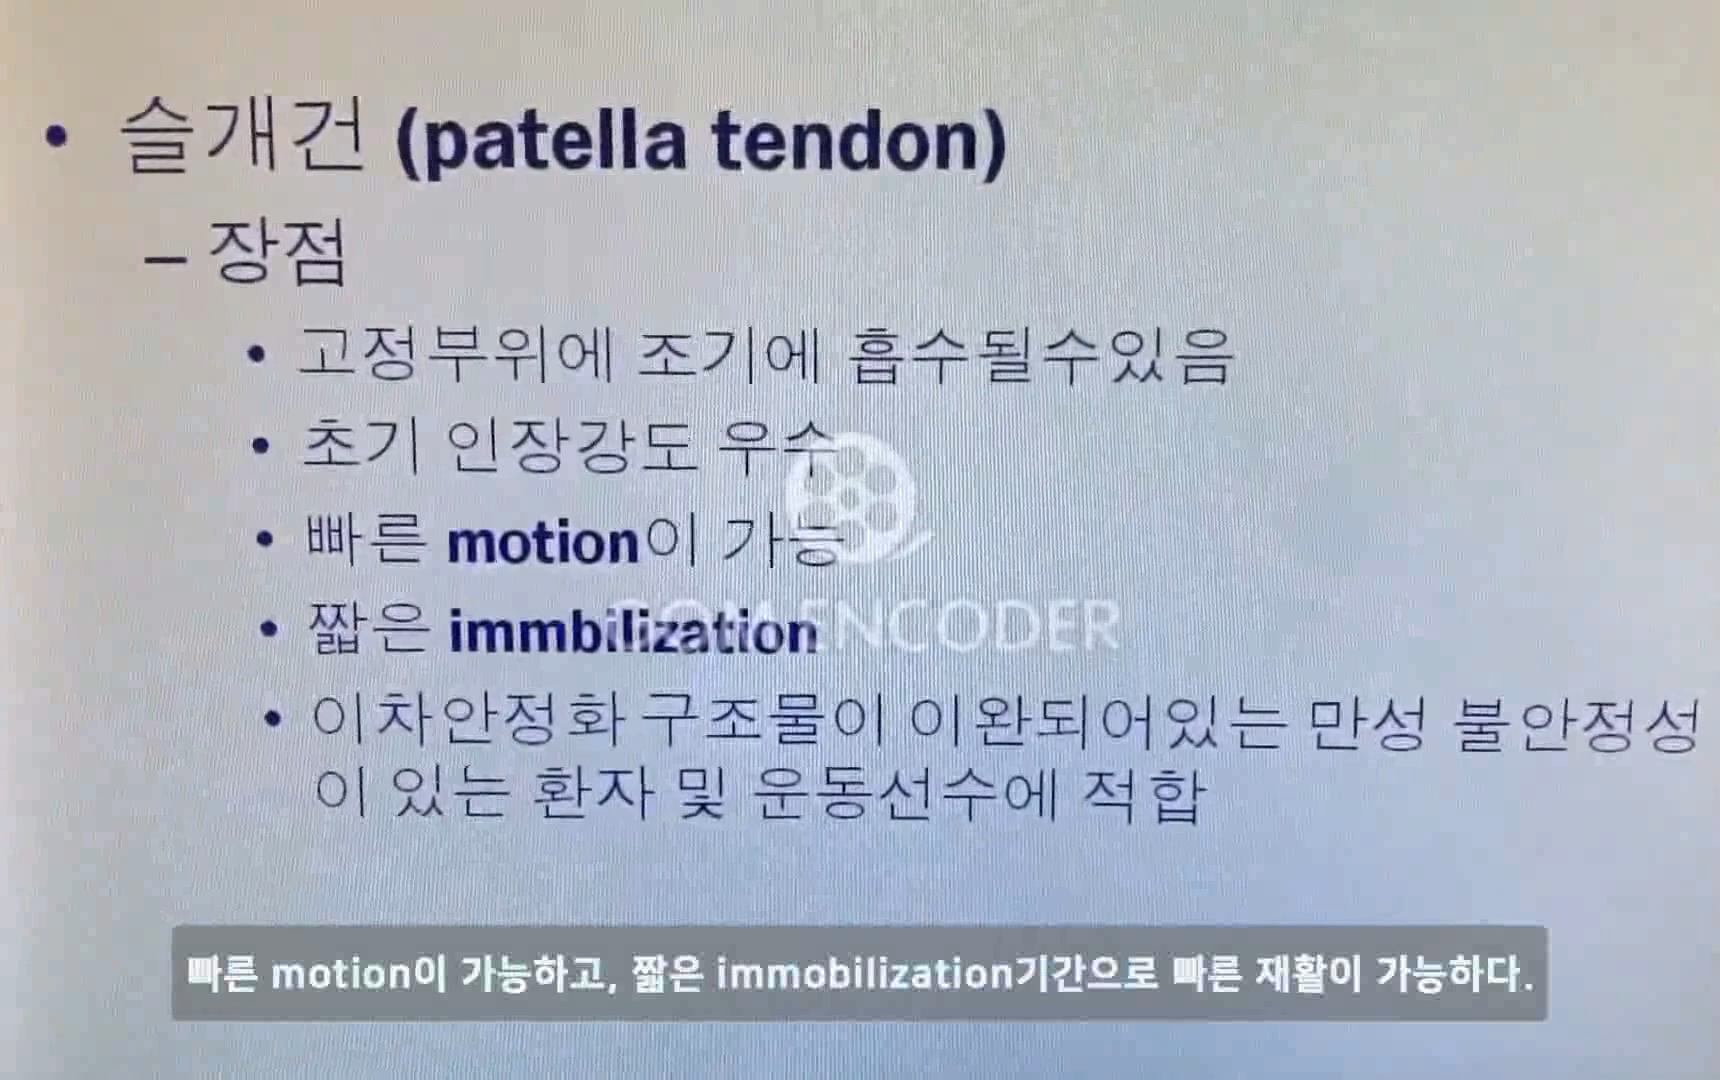 • 슬개건 (patella tendon)
– 장점
• 고정부위에 조기에 흡수될수있음
• 초기 인장강도 우수
• 빠른 motion이 가능
• 짧은 immbilization
ENCODER
• 이차안정화 구조물이 이완되어있는 만성 불안정성
이 있는 환자 및 운동선수에 적합
빠른 motion이 가능하고, 짧은 immobilization기간으로 빠른 재활이 가능하다.